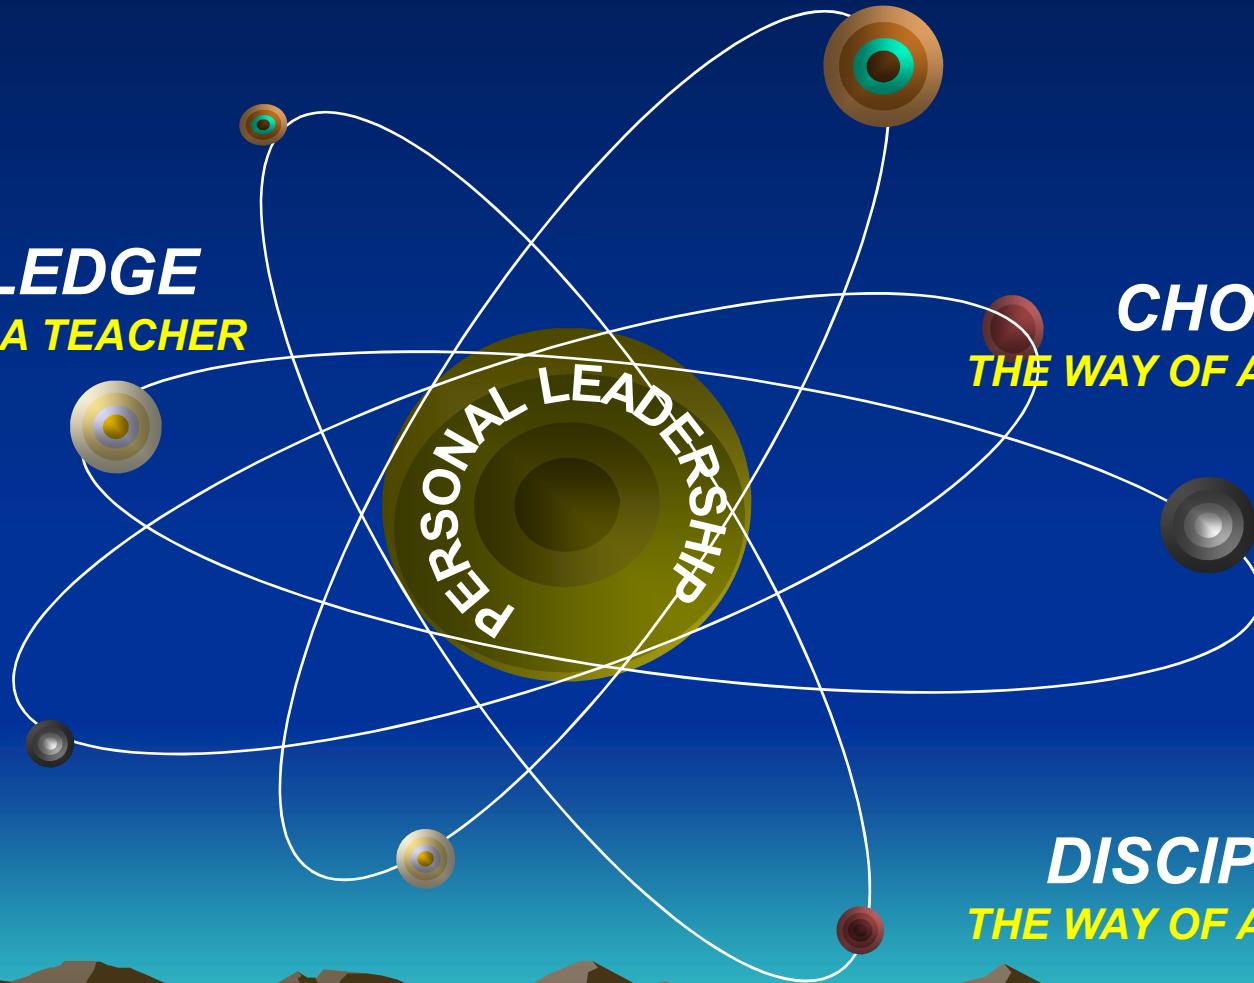 LEDGE
A TEACHER
CHO
THE WAY OF A
PERSONAL LEADERSHIP
DISCIP
THE WAY OF A